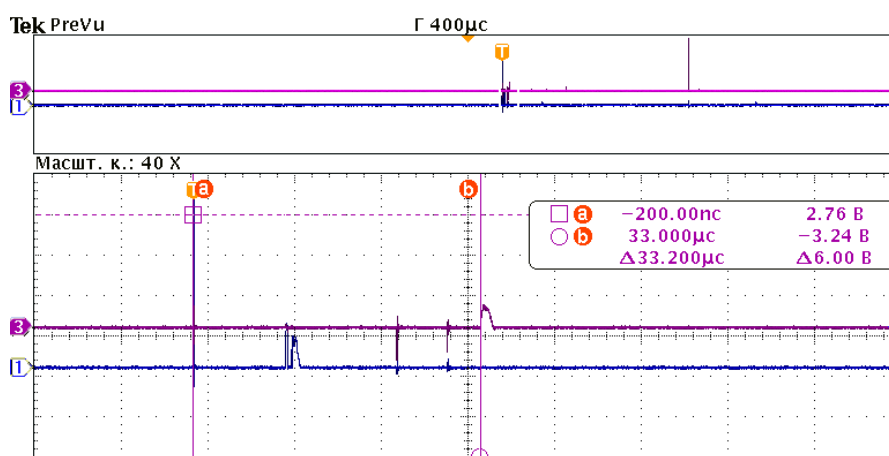 Tek PreVu Г 400µс
T
3
1
Масшт. к.: 40 X
T a b
a −200.00нс 2.76 В
b 33.000µс −3.24 В
Δ33.200µс Δ6.00 В
3
1